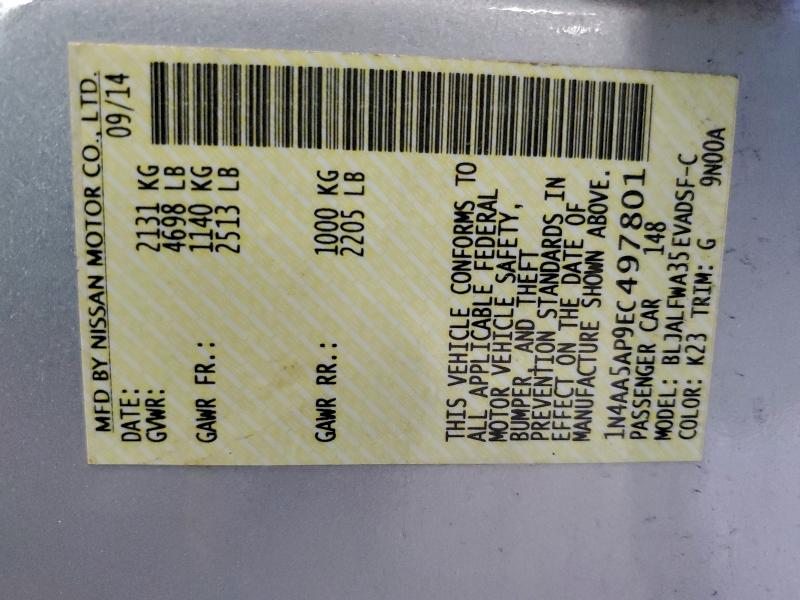 MFD BY NISSAN MOTOR CO., LTD.
DATE: 09/14
GVWR: 2131 KG
4698 LB
GAWR FR.: 1140 KG
2513 LB
GAWR RR.: 1000 KG
2205 LB
THIS VEHICLE CONFORMS TO
ALL APPLICABLE FEDERAL
MOTOR VEHICLE SAFETY,
BUMPER, AND THEFT
PREVENTION STANDARDS IN
EFFECT ON THE DATE OF
MANUFACTURE SHOWN ABOVE.
1N4AA5AP9EC497801
PASSENGER CAR 148
MODEL: BLJALFWA35EVADSF-C
COLOR: K23 TRIM: G 9N00A